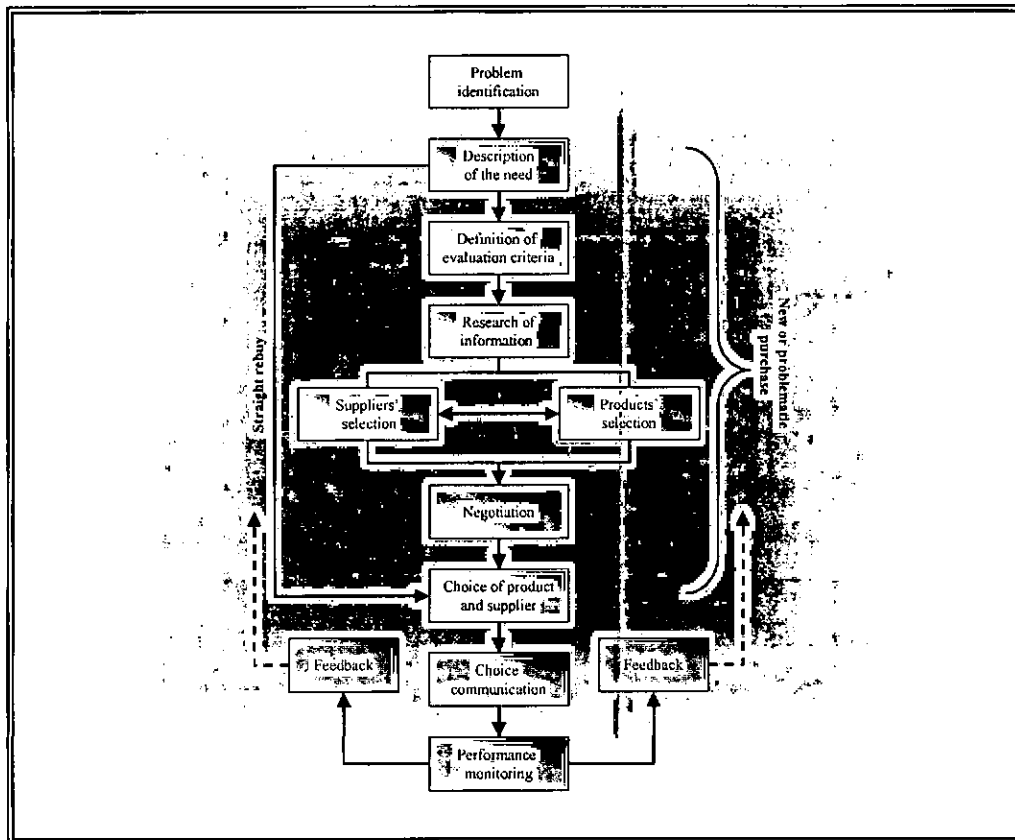 Problem
identification
Description
of the need
Definition of
evaluation criteria
Research of
information
Suppliers'
selection
Products'
selection
Negotiation
Choice of product
and supplier
Choice
communication
Performance
monitoring
Feedback
Feedback
Straight rebuy
New or problematic
purchase